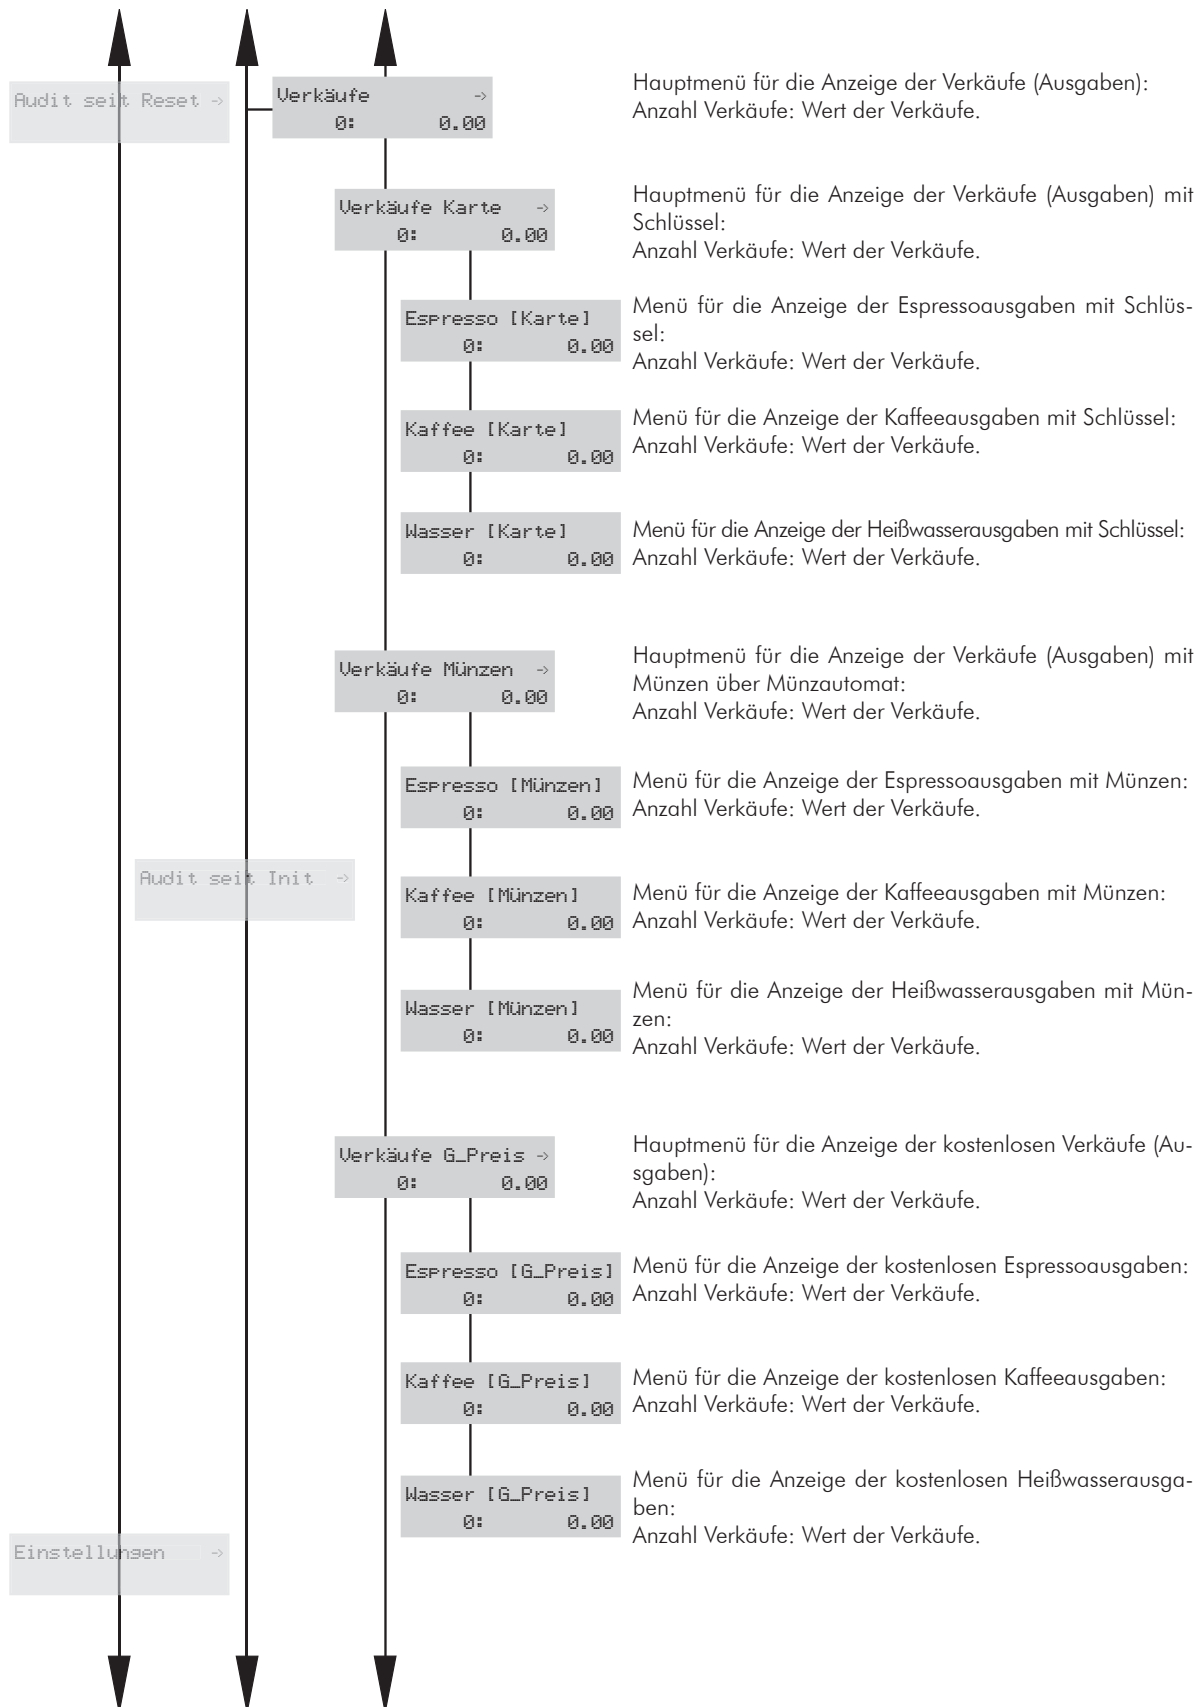 Audit seit Reset ->
Verkäufe ->
0: 0.00
Hauptmenü für die Anzeige der Verkäufe (Ausgaben):
Anzahl Verkäufe: Wert der Verkäufe.
Verkäufe Karte ->
0: 0.00
Hauptmenü für die Anzeige der Verkäufe (Ausgaben) mit
Schlüssel:
Anzahl Verkäufe: Wert der Verkäufe.
Espresso [Karte]
0: 0.00
Menü für die Anzeige der Espressoausgaben mit Schlüs-
sel:
Anzahl Verkäufe: Wert der Verkäufe.
Kaffee [Karte]
0: 0.00
Menü für die Anzeige der Kaffeeausgaben mit Schlüssel:
Anzahl Verkäufe: Wert der Verkäufe.
Wasser [Karte]
0: 0.00
Menü für die Anzeige der Heißwasserausgaben mit Schlüssel:
Anzahl Verkäufe: Wert der Verkäufe.
Verkäufe Münzen ->
0: 0.00
Hauptmenü für die Anzeige der Verkäufe (Ausgaben) mit
Münzen über Münzautomat:
Anzahl Verkäufe: Wert der Verkäufe.
Espresso [Münzen]
0: 0.00
Menü für die Anzeige der Espressoausgaben mit Münzen:
Anzahl Verkäufe: Wert der Verkäufe.
Audit seit Init ->
Kaffee [Münzen]
0: 0.00
Menü für die Anzeige der Kaffeeausgaben mit Münzen:
Anzahl Verkäufe: Wert der Verkäufe.
Wasser [Münzen]
0: 0.00
Menü für die Anzeige der Heißwasserausgaben mit Mün-
zen:
Anzahl Verkäufe: Wert der Verkäufe.
Verkäufe G_Preis ->
0: 0.00
Hauptmenü für die Anzeige der kostenlosen Verkäufe (Au-
sgaben):
Anzahl Verkäufe: Wert der Verkäufe.
Espresso [G_Preis]
0: 0.00
Menü für die Anzeige der kostenlosen Espressoausgaben:
Anzahl Verkäufe: Wert der Verkäufe.
Kaffee [G_Preis]
0: 0.00
Menü für die Anzeige der kostenlosen Kaffeeausgaben:
Anzahl Verkäufe: Wert der Verkäufe.
Wasser [G_Preis]
0: 0.00
Menü für die Anzeige der kostenlosen Heißwasserausga-
ben:
Anzahl Verkäufe: Wert der Verkäufe.
Einstellungen ->